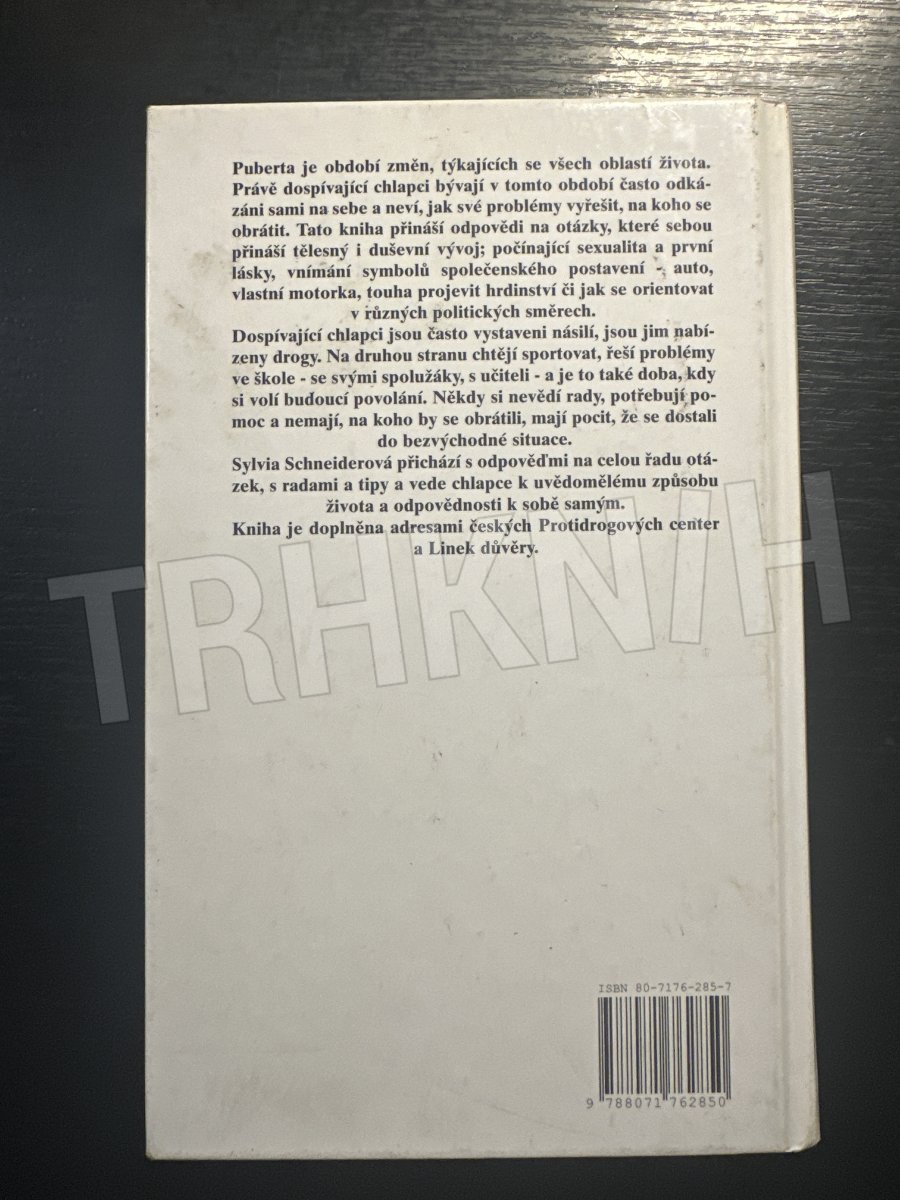 Puberta je období změn, týkajících se všech oblastí života.
Právě dospívající chlapci bývají v tomto období často odká-
záni sami na sebe a neví, jak své problémy vyřešit, na koho se
obrátit. Tato kniha přináší odpovědi na otázky, které sebou
přináší tělesný i duševní vývoj; počínající sexualita a první
lásky, vnímání symbolů společenského postavení - auto,
vlastní motorka, touha projevit hrdinství či jak se orientovat
v různých politických směrech.
Dospívající chlapci jsou často vystaveni násilí, jsou jim nabí-
zeny drogy. Na druhou stranu chtějí sportovat, řeší problémy
ve škole - se svými spolužáky, s učiteli - a je to také doba, kdy
si volí budoucí povolání. Někdy si nevědí rady, potřebují po-
moc a nemají, na koho by se obrátili, mají pocit, že se dostali
do bezvýchodné situace.
Sylvia Schneiderová přichází s odpověďmi na celou řadu otá-
zek, s radami a tipy a vede chlapce k uvědomělému způsobu
života a odpovědnosti k sobě samým.
Kniha je doplněna adresami českých Protidrogových center
a Linek důvěry.
TRHKNIH
ISBN 80-7176-285-7
9 788071 762850